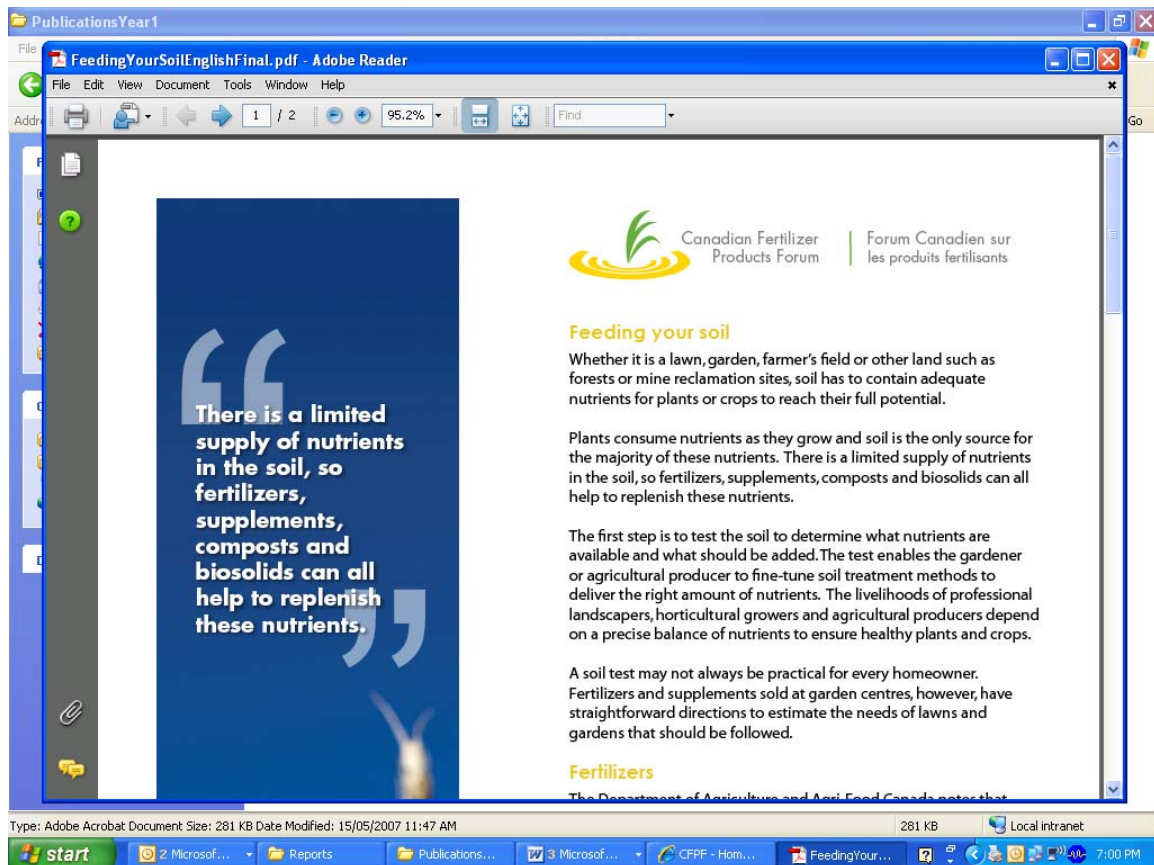 PublicationsYear1
File
FeedingYourSoilEnglishFinal.pdf - Adobe Reader
File Edit View Document Tools Window Help
1 / 2 95.2% Find
Addre
Go
Canadian Fertilizer
Products Forum
Forum Canadien sur
les produits fertilisants
“
There is a limited
supply of nutrients
in the soil, so
fertilizers,
supplements,
composts and
biosolids can all
help to replenish
these nutrients.
”
Feeding your soil
Whether it is a lawn, garden, farmer’s field or other land such as
forests or mine reclamation sites, soil has to contain adequate
nutrients for plants or crops to reach their full potential.
Plants consume nutrients as they grow and soil is the only source for
the majority of these nutrients. There is a limited supply of nutrients
in the soil, so fertilizers, supplements, composts and biosolids can all
help to replenish these nutrients.
The first step is to test the soil to determine what nutrients are
available and what should be added. The test enables the gardener
or agricultural producer to fine-tune soil treatment methods to
deliver the right amount of nutrients. The livelihoods of professional
landscapers, horticultural growers and agricultural producers depend
on a precise balance of nutrients to ensure healthy plants and crops.
A soil test may not always be practical for every homeowner.
Fertilizers and supplements sold at garden centres, however, have
straightforward directions to estimate the needs of lawns and
gardens that should be followed.
Fertilizers
The Department of Agriculture and Agri-Food Canada notes that
Type: Adobe Acrobat Document Size: 281 KB Date Modified: 15/05/2007 11:47 AM
281 KB
Local intranet
start
2 Microsof...
Reports
Publications...
3 Microsof...
CFPF - Hom...
FeedingYour...
7:00 PM